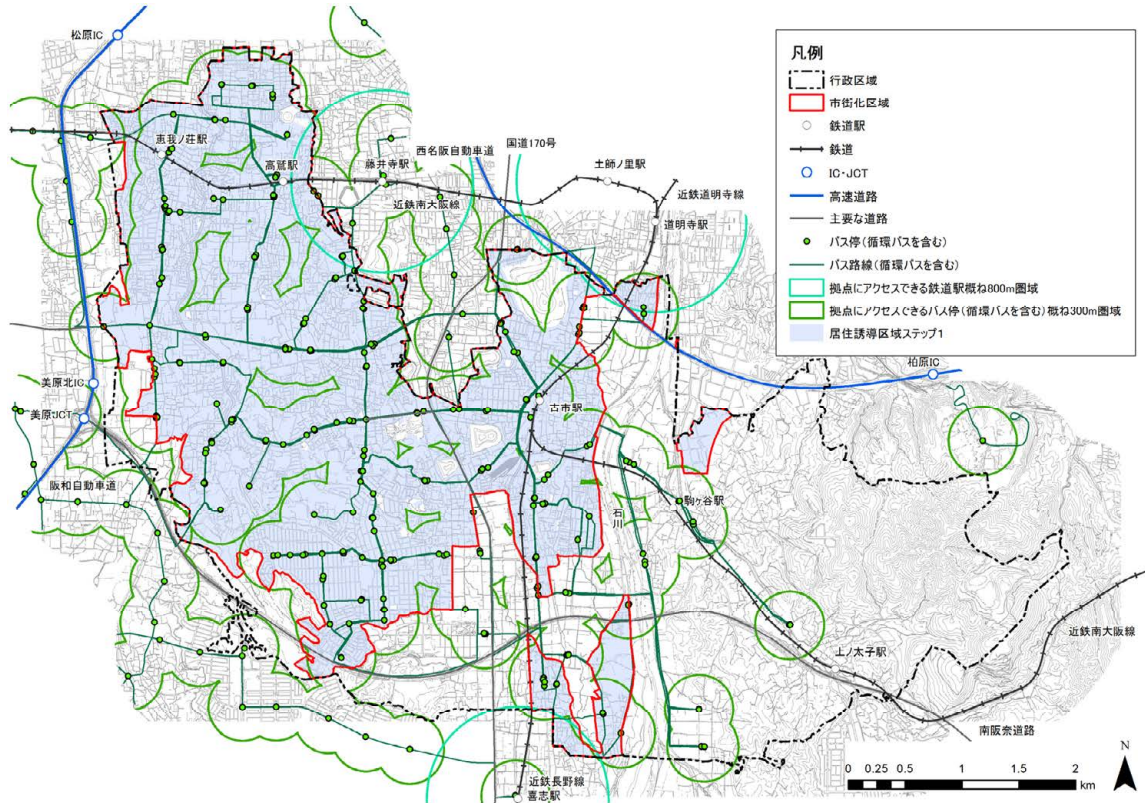 松原IC
恵我ノ荘駅
高鷲駅
藤井寺駅
近鉄南大阪線
西名阪自動車道
国道170号
土師ノ里駅
近鉄道明寺線
道明寺駅
凡例
行政区域
市街化区域
鉄道駅
鉄道
IC・JCT
高速道路
主要な道路
バス停(循環バスを含む)
バス路線(循環バスを含む)
拠点にアクセスできる鉄道駅概ね800m圏域
拠点にアクセスできるバス停(循環バスを含む)概ね300m圏域
居住誘導区域ステップ1
柏原IC
美原北IC
美原JCT
古市駅
阪和自動車道
駒ヶ谷駅
石川
上ノ太子駅
近鉄南大阪線
南阪奈道路
近鉄長野線
喜志駅
N
0 0.25 0.5 1 1.5 2
km